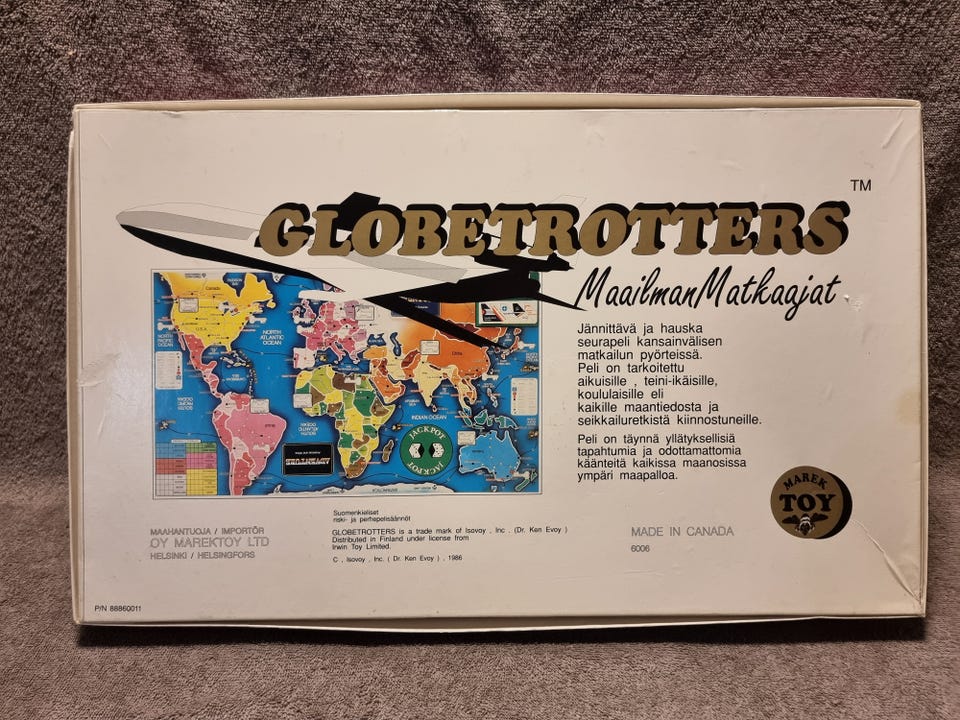 TM
GLOBETROTTERS
MaailmanMatkaajat
Jännittävä ja hauska
seurapeli kansainvälisen
matkailun pyörteissä.
Peli on tarkoitettu
aikuisille , teini-ikäisille,
koululaisille eli
kaikille maantiedosta ja
seikkailuretkistä kiinnostuneille.
Peli on täynnä yllätyksellisiä
tapahtumia ja odottamattomia
käänteitä kaikissa maanosissa
ympäri maapalloa.
Canada
U.S.A.
NORTH
ATLANTIC
OCEAN
China
INDIAN OCEAN
JACKPOT
JACKPOT
MAREK
TOY
MAAHANTUOJA / IMPORTÖR
OY MAREKTOY LTD
HELSINKI / HELSINGFORS
Suomenkieliset
riski- ja perhepelisäännöt
GLOBETROTTERS is a trade mark of Isovoy , Inc . (Dr. Ken Evoy )
Distributed in Finland under license from
Irwin Toy Limited.
C , Isovoy , Inc. ( Dr. Ken Evoy ) . 1986
MADE IN CANADA
6006
P/N 88860011